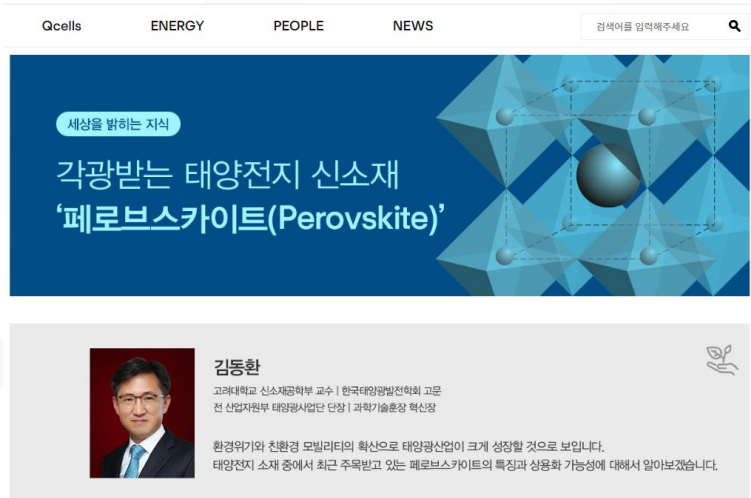 Qcells ENERGY PEOPLE NEWS 검색어를 입력해주세요
세상을 밝히는 지식
각광받는 태양전지 신소재
‘페로브스카이트(Perovskite)’
김동환
고려대학교 신소재공학부 교수 | 한국태양광발전학회 고문
전 산업자원부 태양광사업단 단장 | 과학기술훈장 혁신장
환경위기와 친환경 모빌리티의 확산으로 태양광산업이 크게 성장할 것으로 보입니다.
태양전지 소재 중에서 최근 주목받고 있는 페로브스카이트의 특징과 상용화 가능성에 대해서 알아보겠습니다.